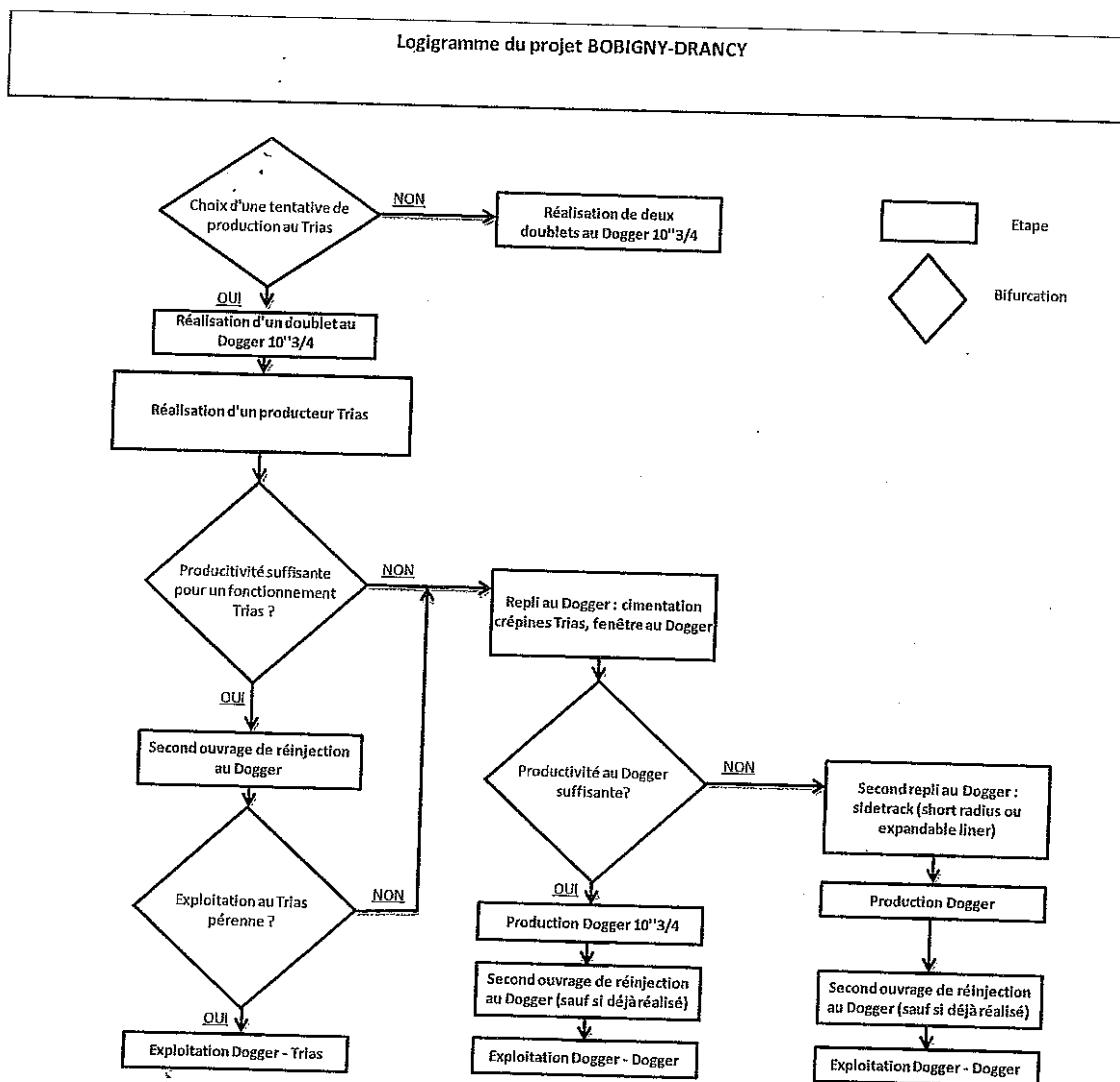 Logigramme du projet BOBIGNY-DRANCY
Choix d'une tentative de
production au Trias
NON
Réalisation de deux
doublets au Dogger 10''3/4
Etape
Bifurcation
OUI
Réalisation d'un doublet au
Dogger 10''3/4
Réalisation d'un producteur Trias
Producitivité suffisante
pour un fonctionnement
Trias ?
NON
Repli au Dogger : cimentation
crépines Trias, fenêtre au Dogger
OUI
Second ouvrage de réinjection
au Dogger
Productivité au Dogger
suffisante?
NON
Second repli au Dogger :
sidetrack (short radius ou
expandable liner)
Exploitation au Trias
pérenne ?
NON
OUI
Production Dogger 10''3/4
Production Dogger
Second ouvrage de réinjection
au Dogger (sauf si déjà réalisé)
Second ouvrage de réinjection
au Dogger (sauf si déjà réalisé)
OUI
Exploitation Dogger - Trias
Exploitation Dogger - Dogger
Exploitation Dogger - Dogger